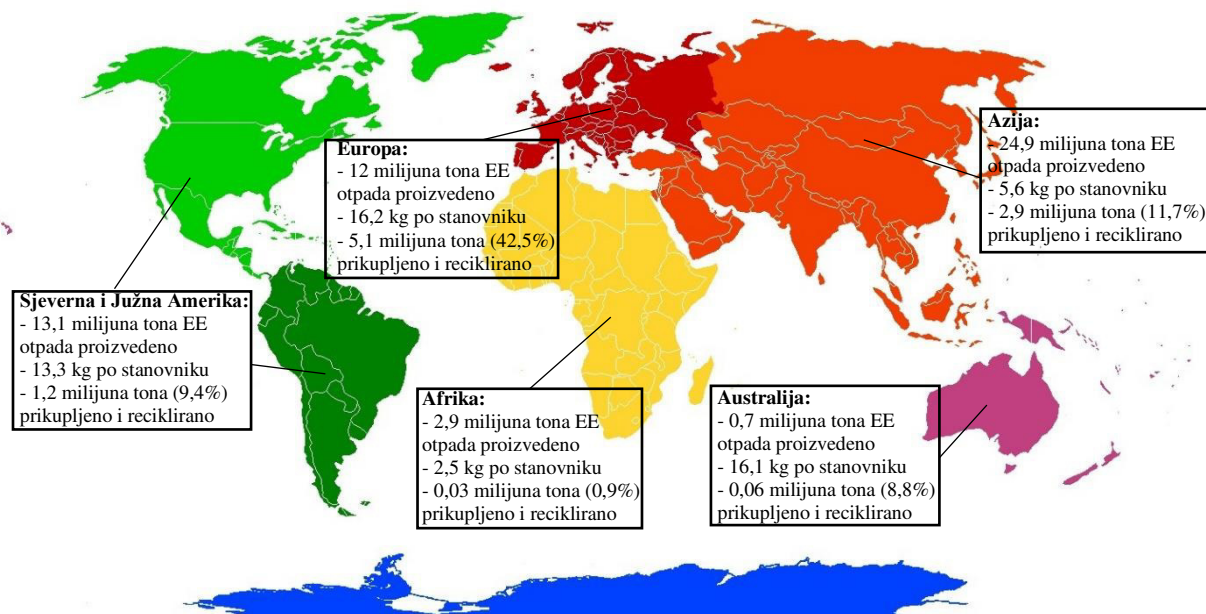 Europa:
- 12 milijuna tona EE
otpada proizvedeno
- 16,2 kg po stanovniku
- 5,1 milijuna tona (42,5%)
prikupljeno i reciklirano
Azija:
- 24,9 milijuna tona EE
otpada proizvedeno
- 5,6 kg po stanovniku
- 2,9 milijuna tona (11,7%)
prikupljeno i reciklirano
Sjeverna i Južna Amerika:
- 13,1 milijuna tona EE
otpada proizvedeno
- 13,3 kg po stanovniku
- 1,2 milijuna tona (9,4%)
prikupljeno i reciklirano
Afrika:
- 2,9 milijuna tona EE
otpada proizvedeno
- 2,5 kg po stanovniku
- 0,03 milijuna tona (0,9%)
prikupljeno i reciklirano
Australija:
- 0,7 milijuna tona EE
otpada proizvedeno
- 16,1 kg po stanovniku
- 0,06 milijuna tona (8,8%)
prikupljeno i reciklirano